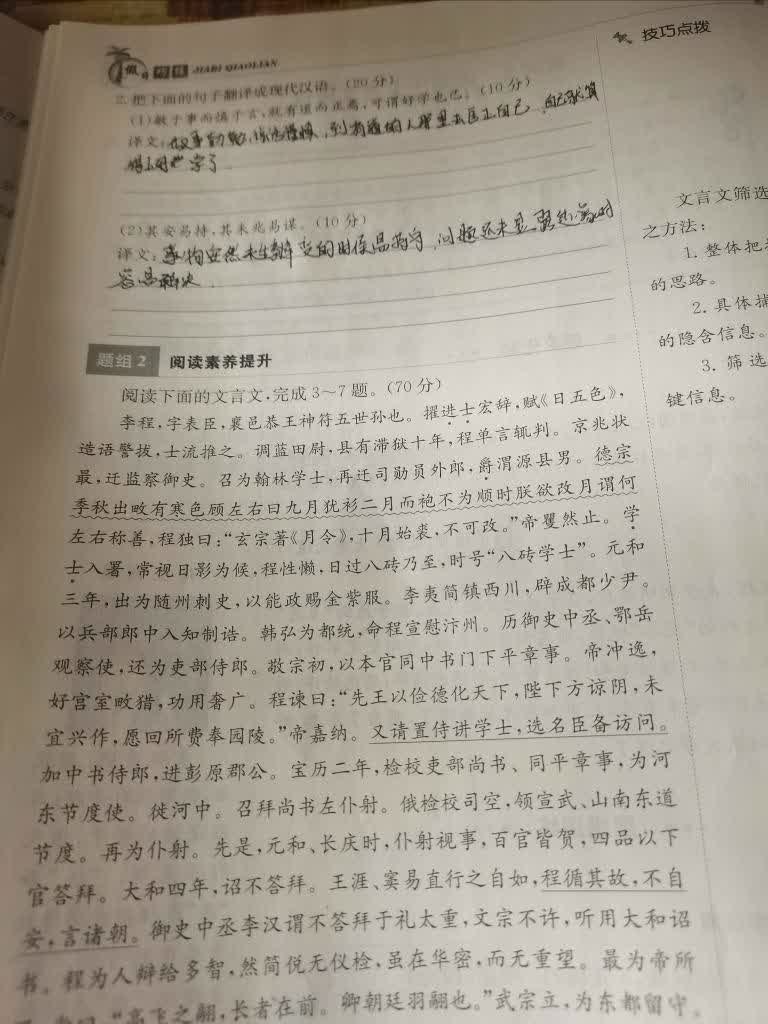 技巧点拨
假日 JIARI QIAOLIAN
2. 把下面的句子翻译成现代汉语。(20分)
(1)敏于事而慎于言,就有道而正焉,可谓好学也已。(10分)
译文:做事勤勉,说话谨慎,到有道的人那里去匡正自己,自己就算
学了
(2)其安易持,其未兆易谋。(10分)
译文:事物安然未生变的时候易持守,问题还未显露迹象时
容易解决.
题组2 阅读素养提升
阅读下面的文言文,完成3~7题。(70分)
李程,字表臣,襄邑恭王神符五世孙也。擢进士宏辞,赋《日五色》,
造语警拔,士流推之。调蓝田尉,县有滞狱十年,程单言辄判。京兆状
最,迁监察御史。召为翰林学士,再迁司勋员外郎,爵渭源县男。德宗
季秋出畋有寒色顾左右曰九月犹衫二月而袍不为顺时朕欲改月谓何
左右称善,程独曰:“玄宗著《月令》,十月始裘,不可改。”帝矍然止。学
士入署,常视日影为候,程性懒,日过八砖乃至,时号“八砖学士”。元和
三年,出为随州刺史,以能政赐金紫服。李夷简镇西川,辟成都少尹。
以兵部郎中入知制诰。韩弘为都统,命程宣慰汴州。历御史中丞、鄂岳
观察使,还为吏部侍郎。敬宗初,以本官同中书门下平章事。帝冲逸,
好宫室畋猎,功用奢广。程谏曰:“先王以俭德化天下,陛下方谅阴,未
宜兴作,愿回所费奉园陵。”帝嘉纳。又请置侍讲学士,选名臣备访问。
加中书侍郎,进彭原郡公。宝历二年,检校吏部尚书、同平章事,为河
东节度使。徙河中。召拜尚书左仆射。俄检校司空,领宣武、山南东道
节度。再为仆射。先是,元和、长庆时,仆射视事,百官皆贺,四品以下
官答拜。大和四年,诏不答拜。王涯、窦易直行之自如,程循其故,不自
安,言诸朝。御史中丞李汉谓不答拜于礼太重,文宗不许,听用大和诏
书。程为人辩给多智,然简侻无仪检,虽在华密,而无重望。最为帝所
“高飞之翮,长者在前。卿朝廷羽翮也。”武宗立,为东都留守。
文言文筛选
之方法:
1. 整体把
的思路。
2. 具体捕
的隐含信息。
3. 筛选
键信息。